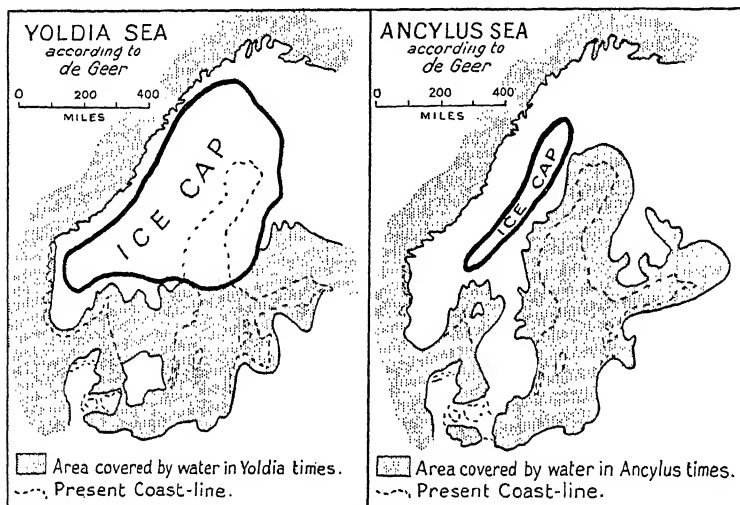 YOLDIA SEA
according to
de Geer
0 200 400
MILES
ICE CAP
Area covered by water in Yoldia times.
Present Coast-line.
ANCYLUS SEA
according to
de Geer
0 200 400
MILES
ICE CAP
Area covered by water in Ancylus times.
Present Coast-line.